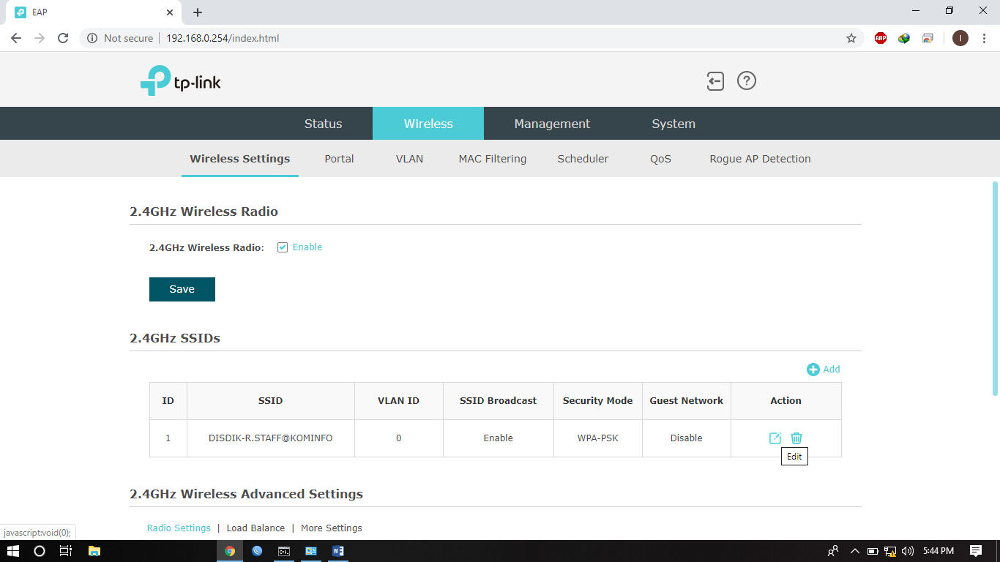 EAP
Not secure 192.168.0.254/index.html
ABP
I
tp-link
?
Status Wireless Management System
Wireless Settings Portal VLAN MAC Filtering Scheduler QoS Rogue AP Detection
2.4GHz Wireless Radio
2.4GHz Wireless Radio: Enable
Save
2.4GHz SSIDs
Add
ID SSID VLAN ID SSID Broadcast Security Mode Guest Network Action
1 DISDIK-R.STAFF@KOMINFO 0 Enable WPA-PSK Disable
Edit
2.4GHz Wireless Advanced Settings
Radio Settings | Load Balance | More Settings
javascript:void(0);
5:44 PM